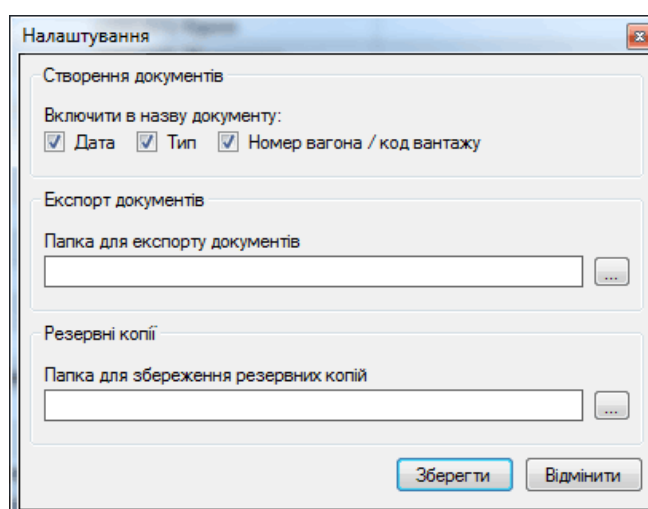 Налаштування
Створення документів
Включити в назву документу:
Дата Тип Номер вагона / код вантажу
Експорт документів
Папка для експорту документів
...
Резервні копії
Папка для збереження резервних копій
...
Зберегти Відмінити